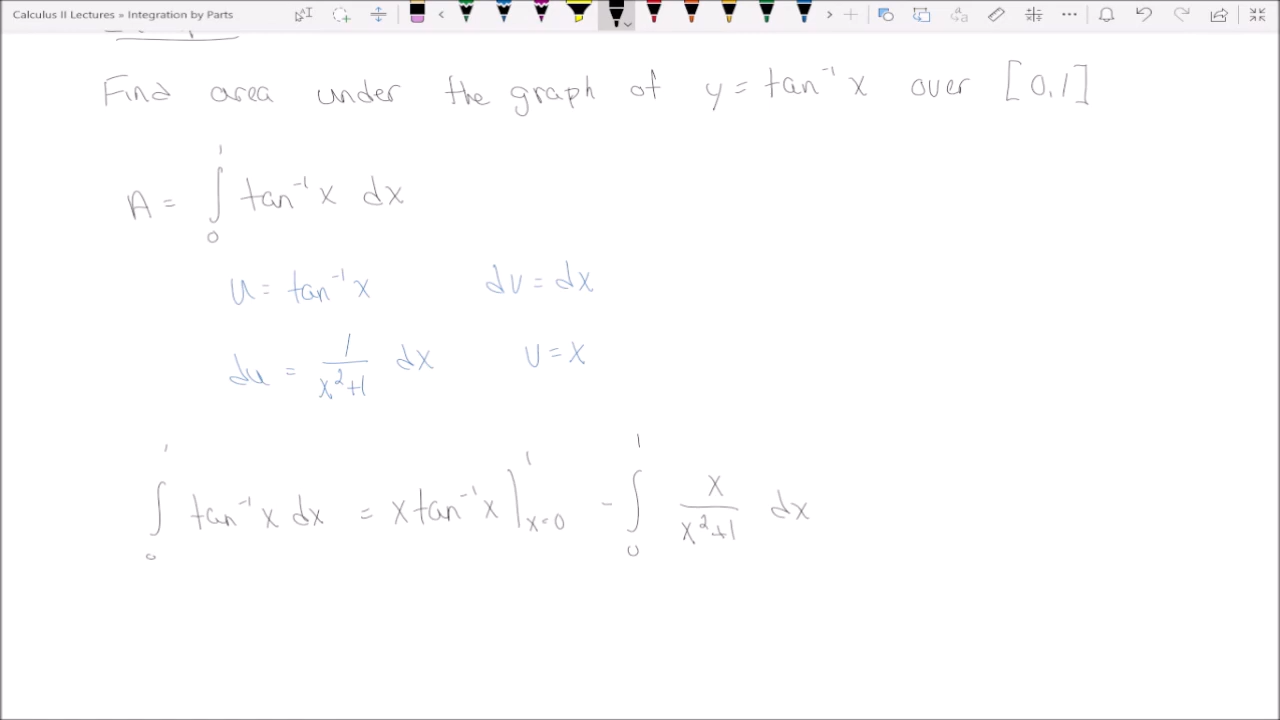 Calculus II Lectures » Integration by Parts
Find area under the graph of y = tan⁻¹ x over [0,1]
A = ∫₀¹ tan⁻¹ x dx
u = tan⁻¹ x dv = dx
du = 1/(x²+1) dx v = x
∫₀¹ tan⁻¹ x dx = x tan⁻¹ x |¹ₓ₌₀ - ∫₀¹ x/(x²+1) dx